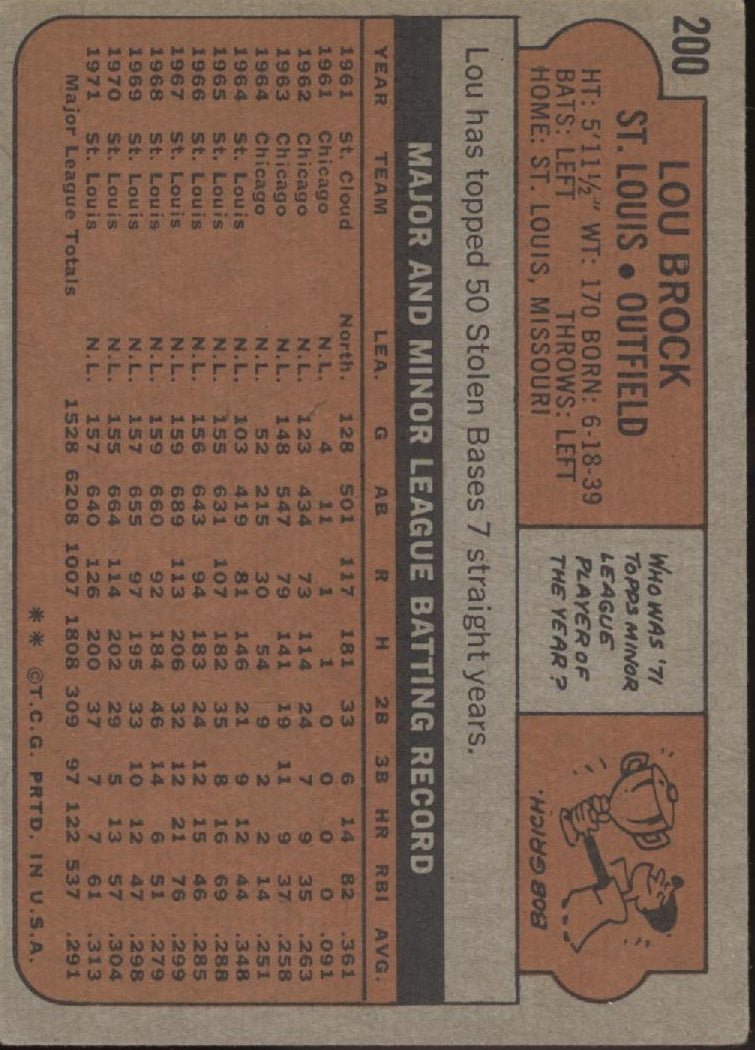 200
LOU BROCK
ST. LOUIS • OUTFIELD
HT: 5'11½" WT: 170 BORN: 6-18-39
BATS: LEFT THROWS: LEFT
HOME: ST. LOUIS, MISSOURI
WHO WAS '71
TOPPS MINOR
LEAGUE
PLAYER OF
THE YEAR?
BOB GRICH.
Lou has topped 50 Stolen Bases 7 straight years.
MAJOR AND MINOR LEAGUE BATTING RECORD
YEAR TEAM LEA. G AB R H 2B 3B HR RBI AVG.
1961 St. Cloud North. 128 501 117 181 33 6 14 82 .361
1961 Chicago N.L. 4 11 1 1 0 0 0 0 .091
1962 Chicago N.L. 123 434 73 114 24 7 9 35 .263
1963 Chicago N.L. 148 547 79 141 19 11 9 37 .258
1964 Chicago N.L. 52 215 30 54 9 2 2 14 .251
1964 St. Louis N.L. 103 419 81 146 21 9 12 44 .348
1965 St. Louis N.L. 155 631 107 182 35 8 16 69 .288
1966 St. Louis N.L. 156 643 94 183 24 12 15 46 .285
1967 St. Louis N.L. 159 689 113 206 32 12 21 76 .299
1968 St. Louis N.L. 159 660 92 184 46 14 6 51 .279
1969 St. Louis N.L. 157 655 97 195 33 10 12 47 .298
1970 St. Louis N.L. 155 664 114 202 29 5 13 57 .304
1971 St. Louis N.L. 157 640 126 200 37 7 7 61 .313
Major League Totals 1528 6208 1007 1808 309 97 122 537 .291
** ©T.C.G. PRTD. IN U.S.A.